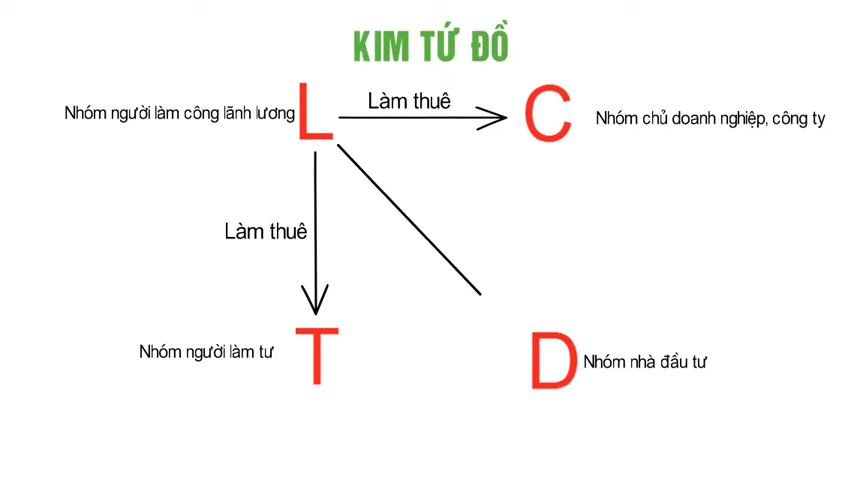 KIM TỨ ĐỒ
Nhóm người làm công lãnh lương
L
Làm thuê
C
Nhóm chủ doanh nghiệp, công ty
Làm thuê
Nhóm người làm tư
T
D
Nhóm nhà đầu tư